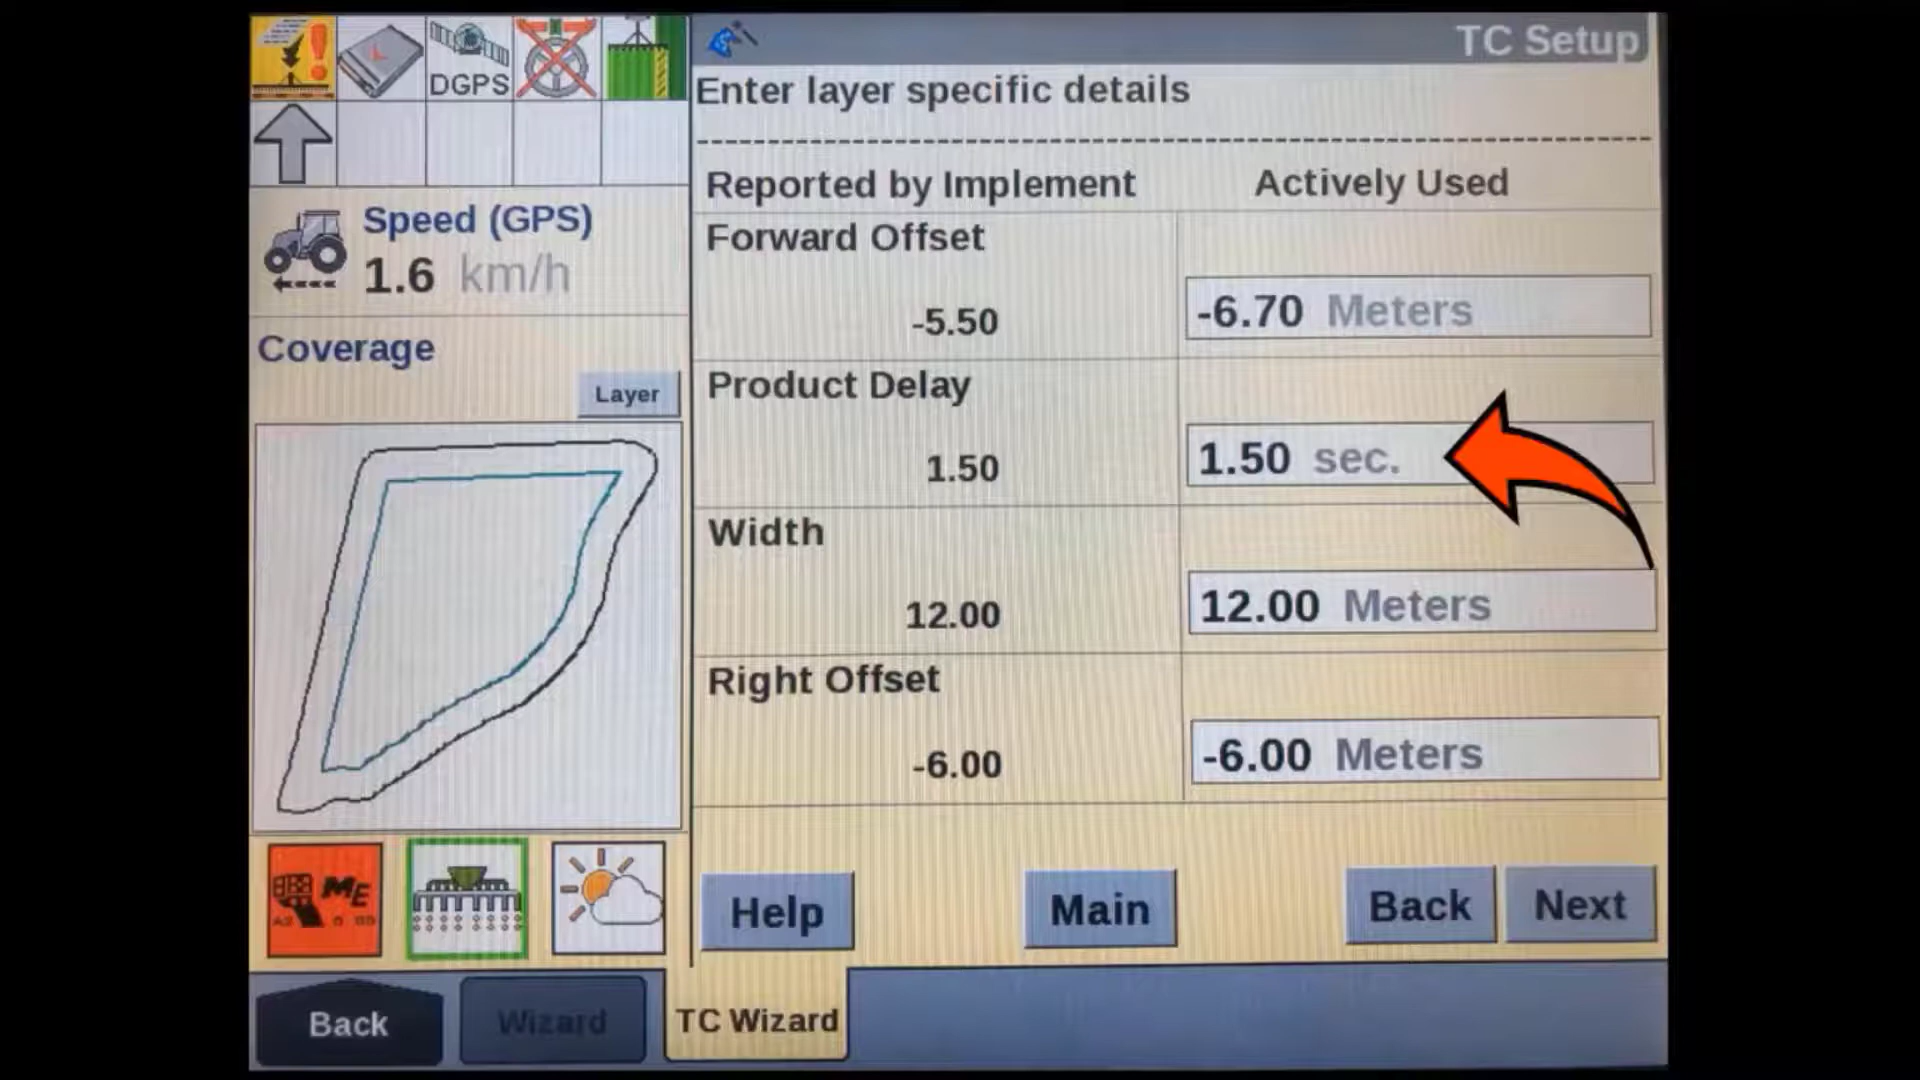 TC Setup
DGPS
Enter layer specific details
Reported by Implement
Actively Used
Speed (GPS)
1.6 km/h
Forward Offset
-5.50
-6.70 Meters
Coverage
Layer
Product Delay
1.50
1.50 sec.
Width
12.00
12.00 Meters
Right Offset
-6.00
-6.00 Meters
ME
Help
Main
Back
Next
Back
Wizard
TC Wizard